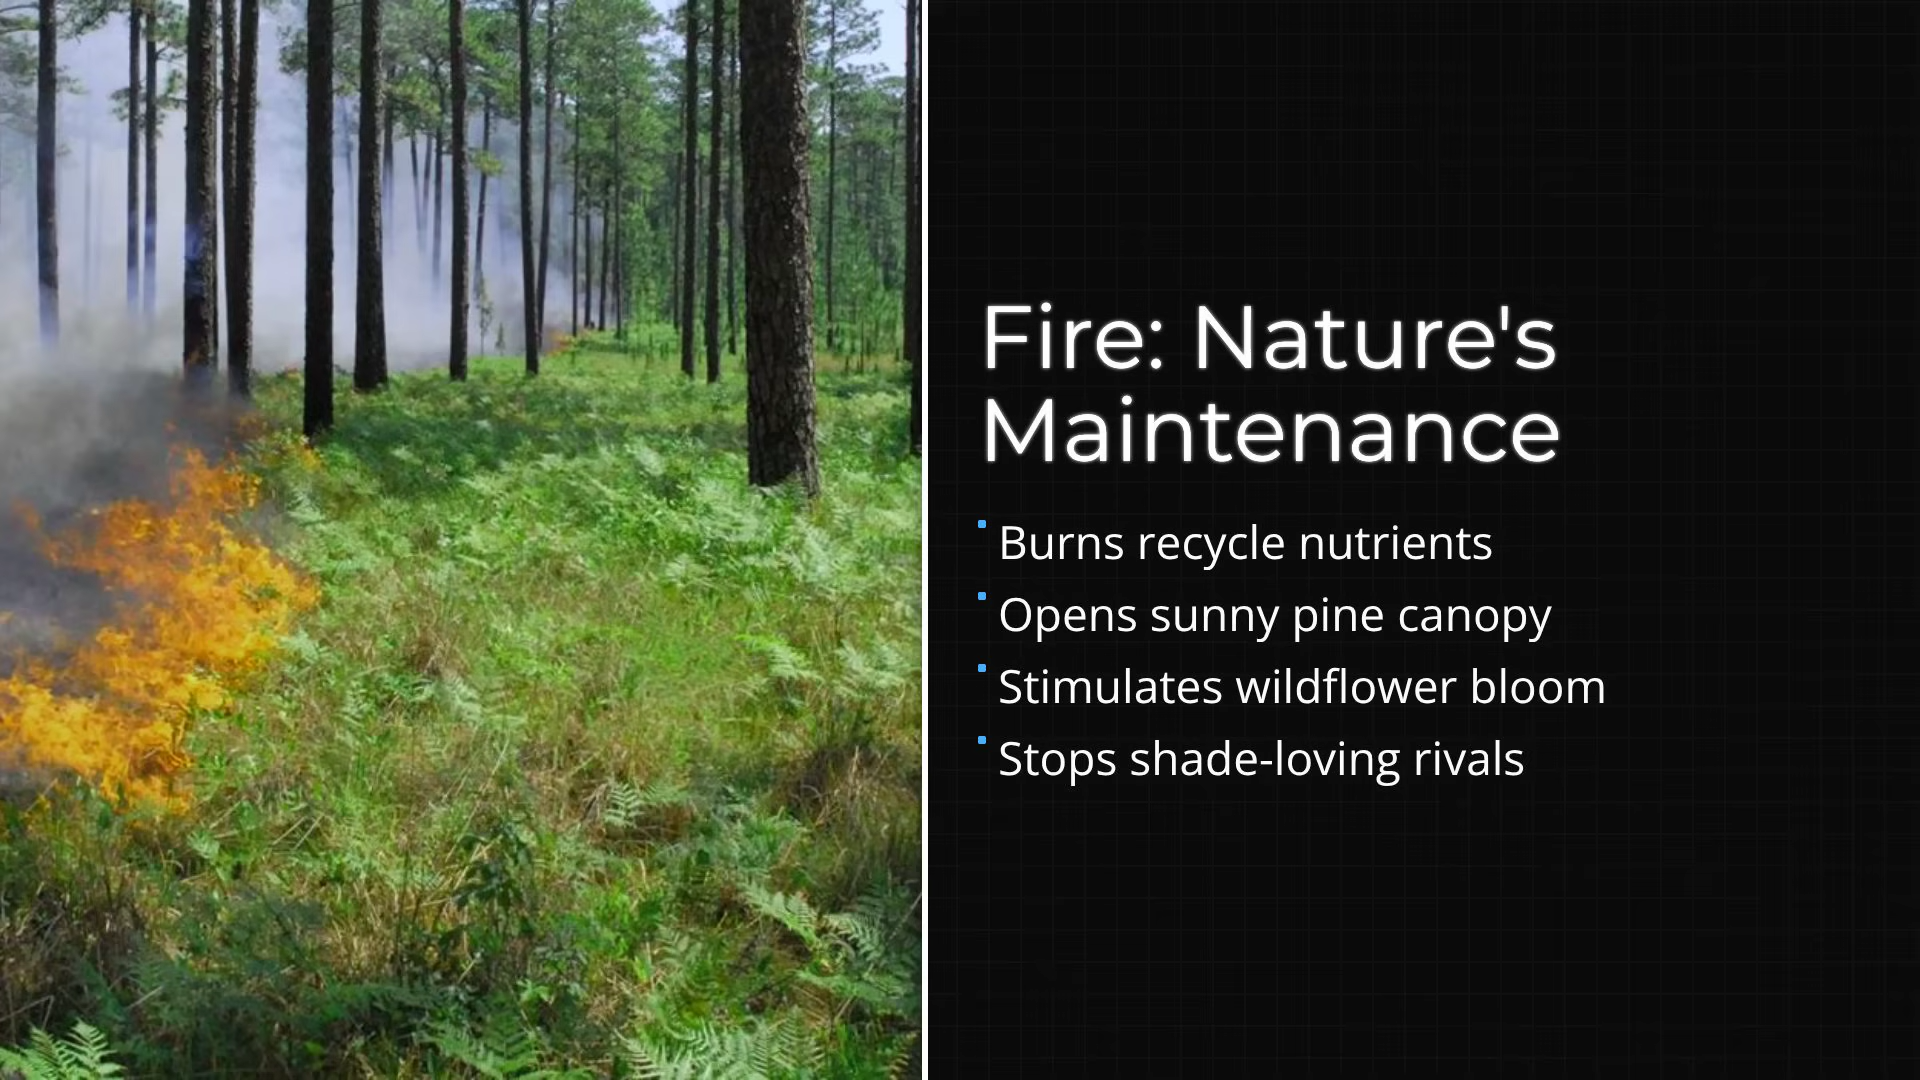 Fire: Nature's
Maintenance
Burns recycle nutrients
Opens sunny pine canopy
Stimulates wildflower bloom
Stops shade-loving rivals